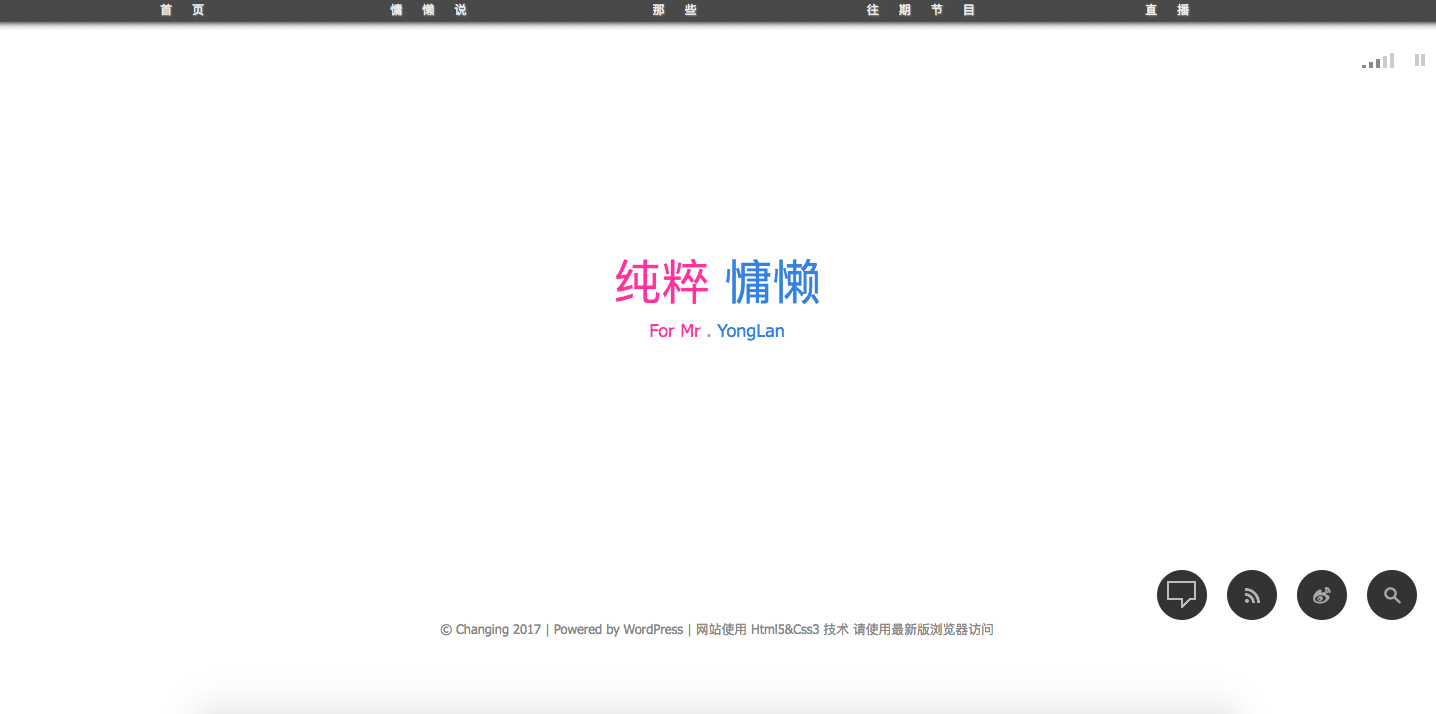 首页 慵懒说 那些 往期节目 直播
纯粹 慵懒
For Mr . YongLan
© Changing 2017 | Powered by WordPress | 网站使用 Html5&Css3 技术 请使用最新版浏览器访问